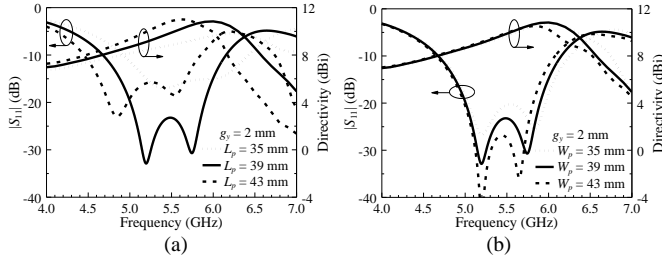 0
-10
-20
-30
-40
|S11| (dB)
12
8
4
0
-4
Directivity (dBi)
gy = 2 mm
Lp = 35 mm
Lp = 39 mm
Lp = 43 mm
4.0 4.5 5.0 5.5 6.0 6.5 7.0
Frequency (GHz)
(a)
0
-10
-20
-30
-40
|S11| (dB)
12
8
4
0
-4
Directivity (dBi)
gy = 2 mm
Wp = 35 mm
Wp = 39 mm
Wp = 43 mm
4.0 4.5 5.0 5.5 6.0 6.5 7.0
Frequency (GHz)
(b)